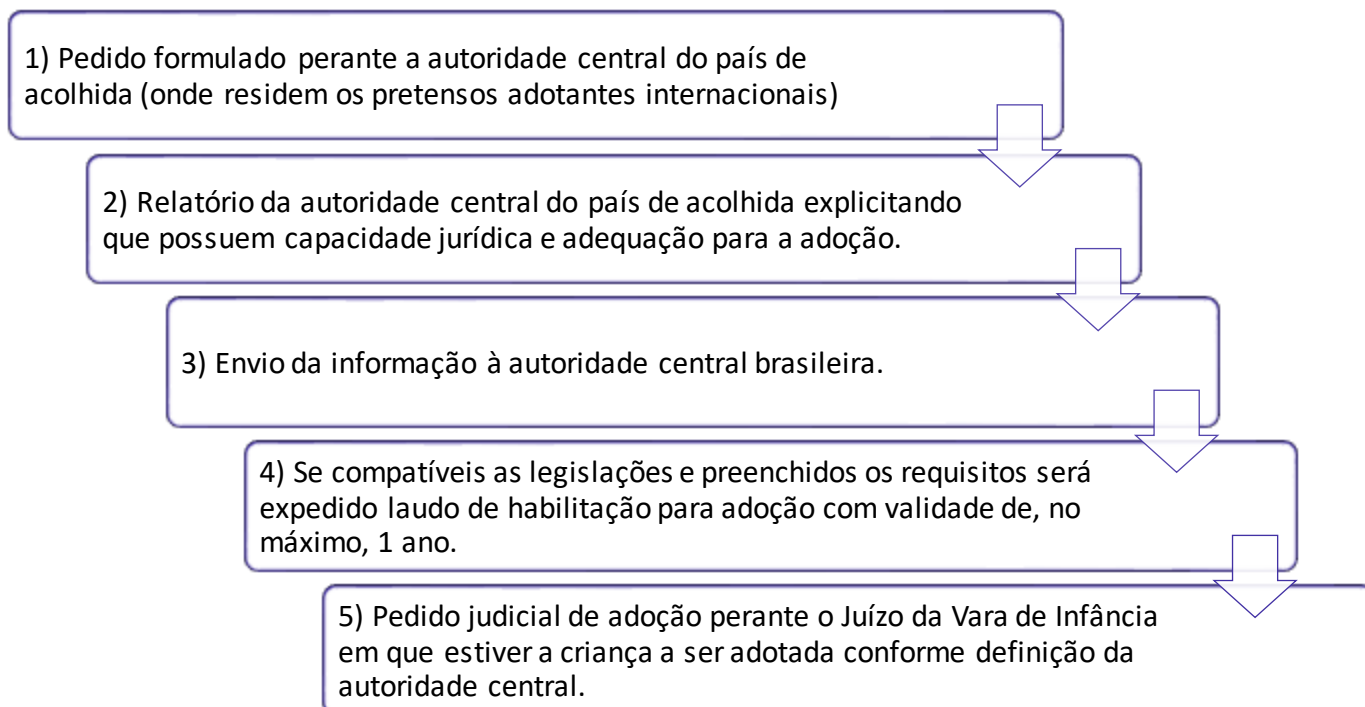 1) Pedido formulado perante a autoridade central do país de
acolhida (onde residem os pretensos adotantes internacionais)
2) Relatório da autoridade central do país de acolhida explicitando
que possuem capacidade jurídica e adequação para a adoção.
3) Envio da informação à autoridade central brasileira.
4) Se compatíveis as legislações e preenchidos os requisitos será
expedido laudo de habilitação para adoção com validade de, no
máximo, 1 ano.
5) Pedido judicial de adoção perante o Juízo da Vara de Infância
em que estiver a criança a ser adotada conforme definição da
autoridade central.